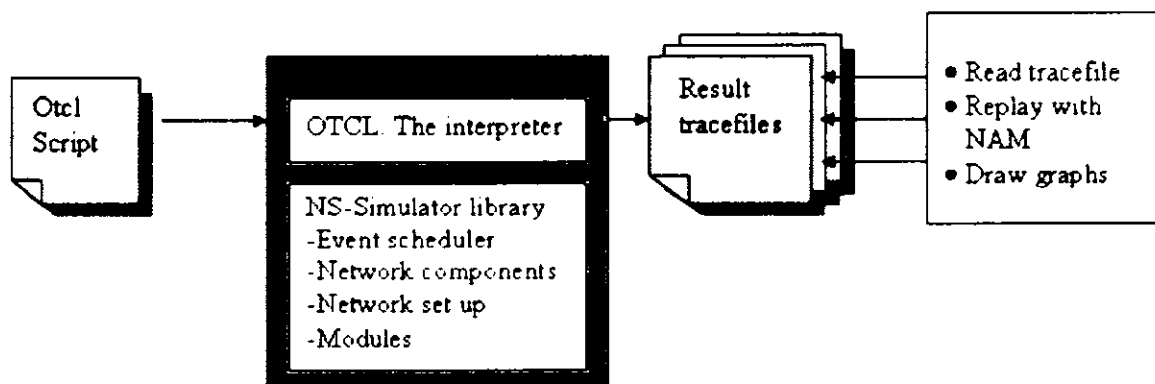 Otcl
Script
OTCL. The interpreter
NS-Simulator library
-Event scheduler
-Network components
-Network set up
-Modules
Result
tracefiles
● Read tracefile
● Replay with
NAM
● Draw graphs